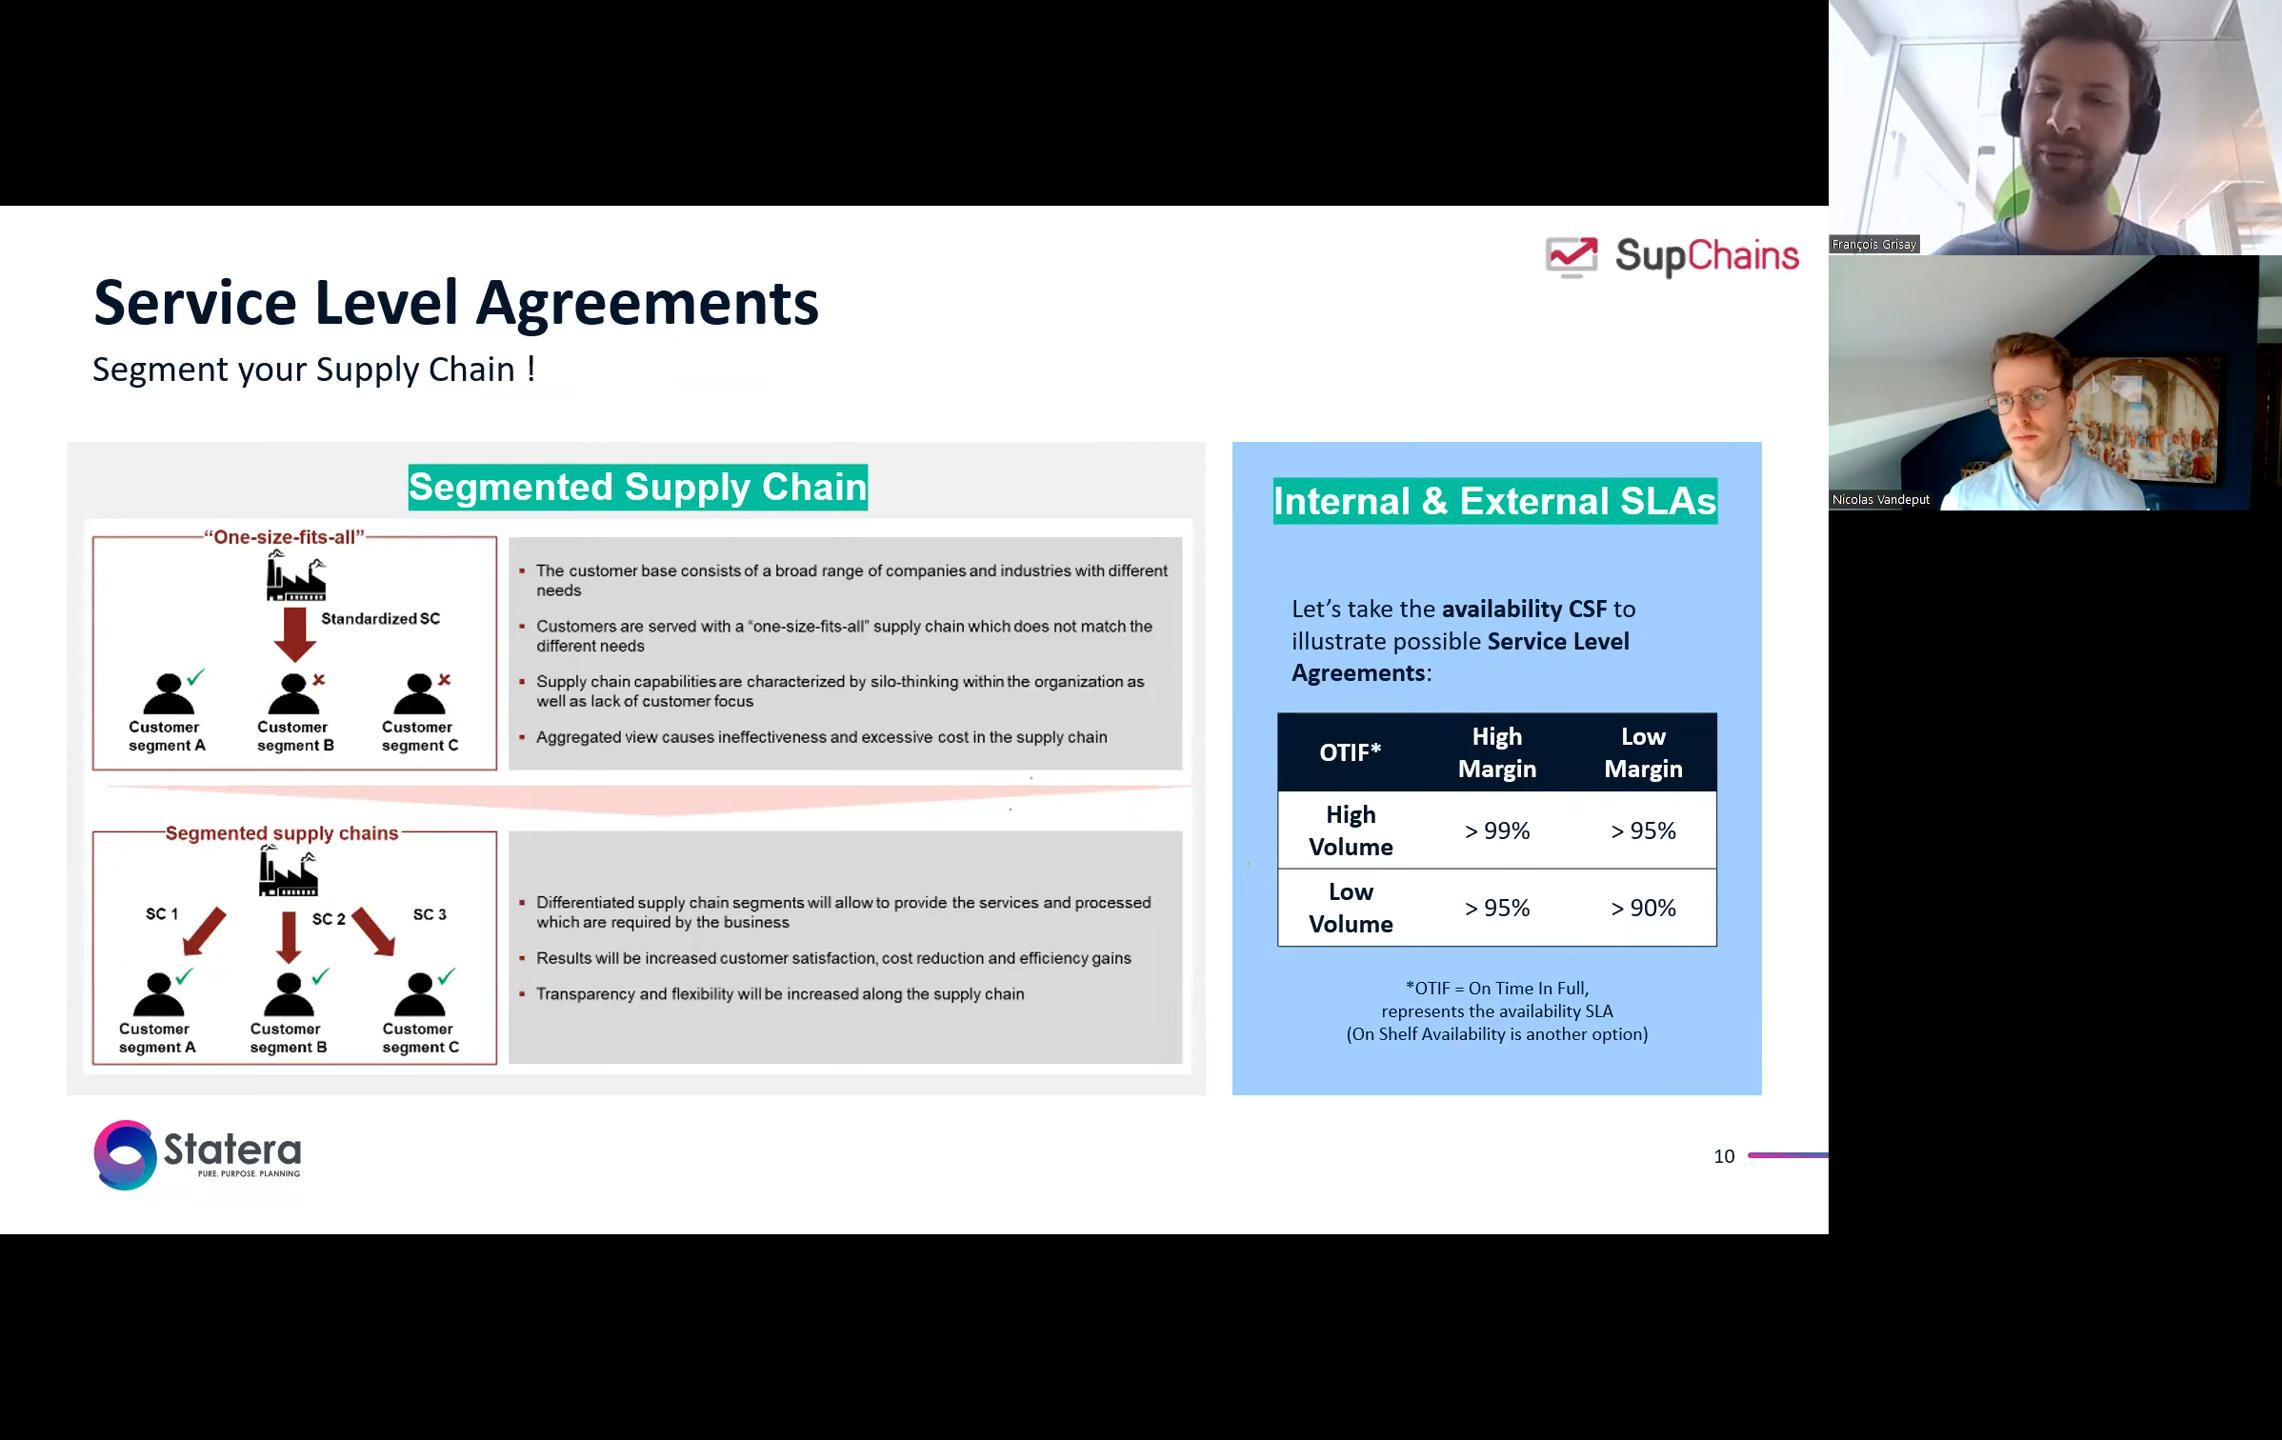 SupChains
Service Level Agreements
Segment your Supply Chain !
Segmented Supply Chain
“One-size-fits-all”
Standardized SC
Customer
segment A
Customer
segment B
Customer
segment C
The customer base consists of a broad range of companies and industries with different
needs
Customers are served with a “one-size-fits-all” supply chain which does not match the
different needs
Supply chain capabilities are characterized by silo-thinking within the organization as
well as lack of customer focus
Aggregated view causes ineffectiveness and excessive cost in the supply chain
Segmented supply chains
SC 1
SC 2
SC 3
Customer
segment A
Customer
segment B
Customer
segment C
Differentiated supply chain segments will allow to provide the services and processed
which are required by the business
Results will be increased customer satisfaction, cost reduction and efficiency gains
Transparency and flexibility will be increased along the supply chain
Internal & External SLAs
Let’s take the availability CSF to
illustrate possible Service Level
Agreements:
OTIF*
High
Margin
Low
Margin
High
Volume
> 99%
> 95%
Low
Volume
> 95%
> 90%
*OTIF = On Time In Full,
represents the availability SLA
(On Shelf Availability is another option)
Statera
PURE. PURPOSE. PLANNING
10
François Grisay
Nicolas Vandeput